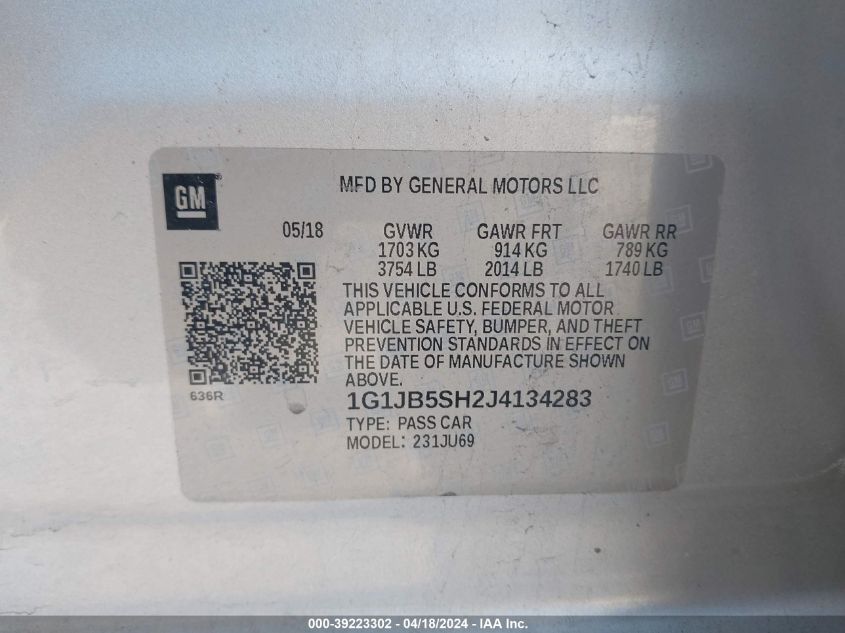 GM
MFD BY GENERAL MOTORS LLC
05/18 GVWR GAWR FRT GAWR RR
1703 KG 914 KG 789 KG
3754 LB 2014 LB 1740 LB
THIS VEHICLE CONFORMS TO ALL
APPLICABLE U.S. FEDERAL MOTOR
VEHICLE SAFETY, BUMPER, AND THEFT
PREVENTION STANDARDS IN EFFECT ON
THE DATE OF MANUFACTURE SHOWN
ABOVE.
636R
1G1JB5SH2J4134283
TYPE: PASS CAR
MODEL: 231JU69
000-39223302 - 04/18/2024 - IAA Inc.